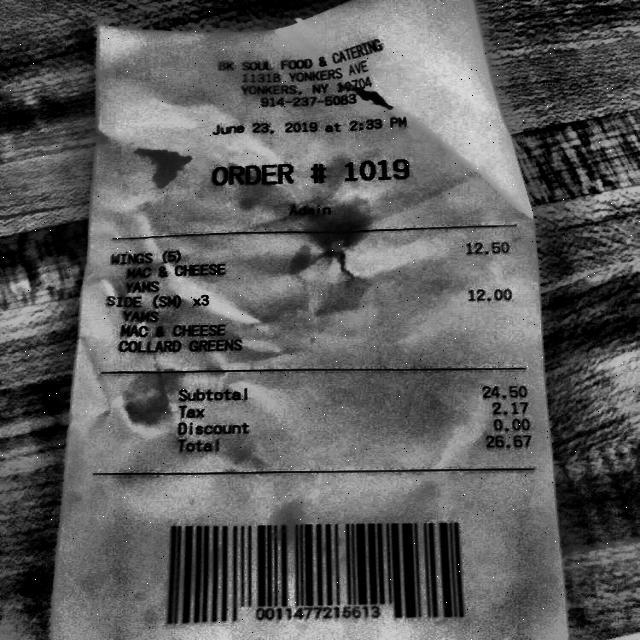 BK SOUL FOOD & CATERING
11318 YONKERS AVE
YONKERS, NY 10704
914-237-5083
June 23, 2019 at 2:39 PM
ORDER # 1019
Admin
WINGS (5) 12.50
MAC & CHEESE
YAMS
SIDE (SM) x3 12.00
YAMS
MAC & CHEESE
COLLARD GREENS
Subtotal 24.50
Tax 2.17
Discount 0.00
Total 26.67
0011477215613